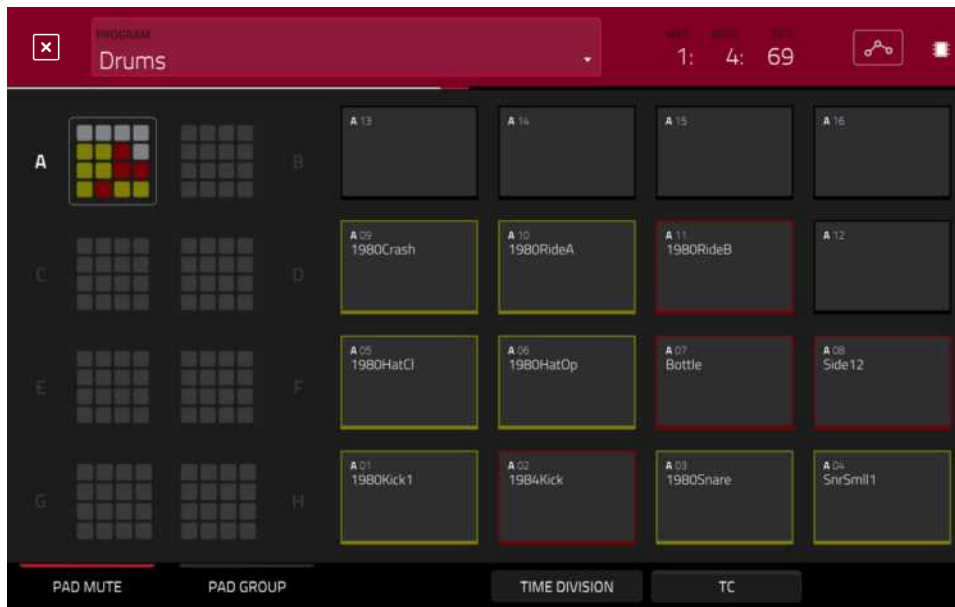 PROGRAM
Drums
1: 4: 69
A
B
A 13
A 14
A 15
A 16
C
D
A 09
1980Crash
A 10
1980RideA
A 11
1980RideB
A 12
E
F
A 05
1980HatCl
A 06
1980HatOp
A 07
Bottle
A 08
Side12
G
H
A 01
1980Kick1
A 02
1984Kick
A 03
1980Snare
A 04
SnrSmll1
PAD MUTE
PAD GROUP
TIME DIVISION
TC